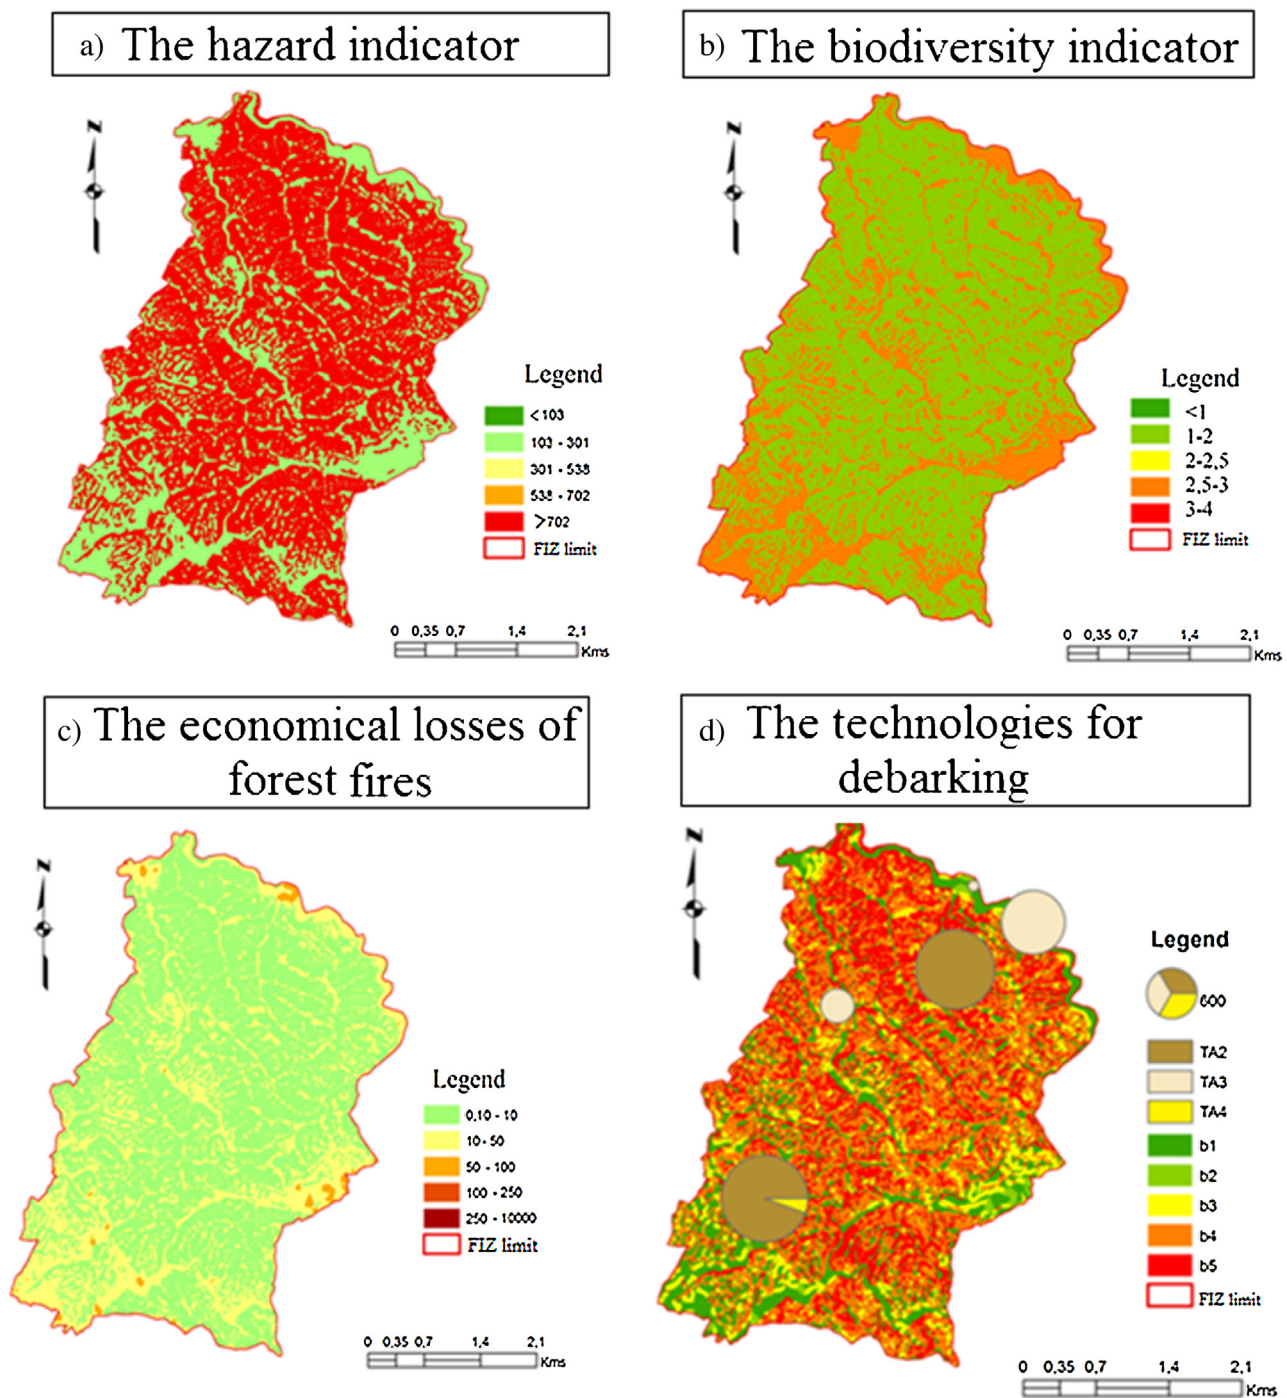 a) The hazard indicator
N
Legend
<103
103 - 301
301 - 538
538 - 702
>702
FIZ limit
0 0,35 0,7 1,4 2,1
Kms
b) The biodiversity indicator
N
Legend
<1
1-2
2-2,5
2,5-3
3-4
FIZ limit
0 0,35 0,7 1,4 2,1
Kms
c) The economical losses of
forest fires
N
Legend
0,10 - 10
10 - 50
50 - 100
100 - 250
250 - 10000
FIZ limit
0 0,35 0,7 1,4 2,1
Kms
d) The technologies for
debarking
N
Legend
600
TA2
TA3
TA4
b1
b2
b3
b4
b5
FIZ limit
0 0,35 0,7 1,4 2,1
Kms